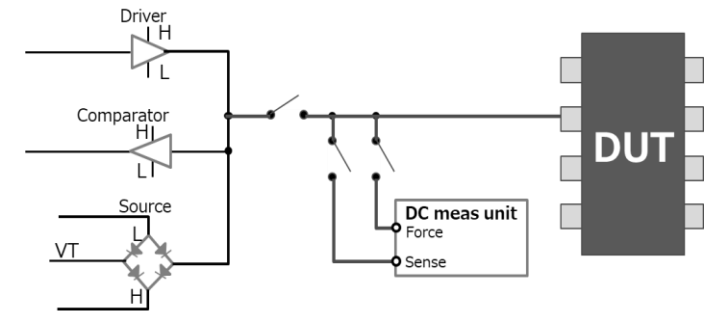 Driver
H
L
Comparator
H
L
Source
L
VT
H
DC meas unit
Force
Sense
DUT